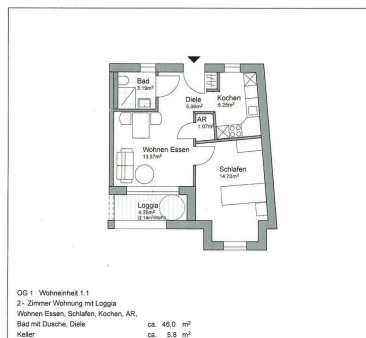 Bad
3.19m²
Diele
5.06m²
Kochen
6.25m²
AR
1.07m²
Wohnen Essen
13.07m²
Schlafen
14.70m²
Loggia
4.28m²
OG 1 Wohneinheit 1.1
2 - Zimmer Wohnung mit Loggia
Wohnen Essen, Schlafen, Kochen, AR,
Bad mit Dusche, Diele ca. 46,0 m²
Keller ca. 5,8 m²